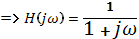 => H(jω) = 1 / (1 + jω)